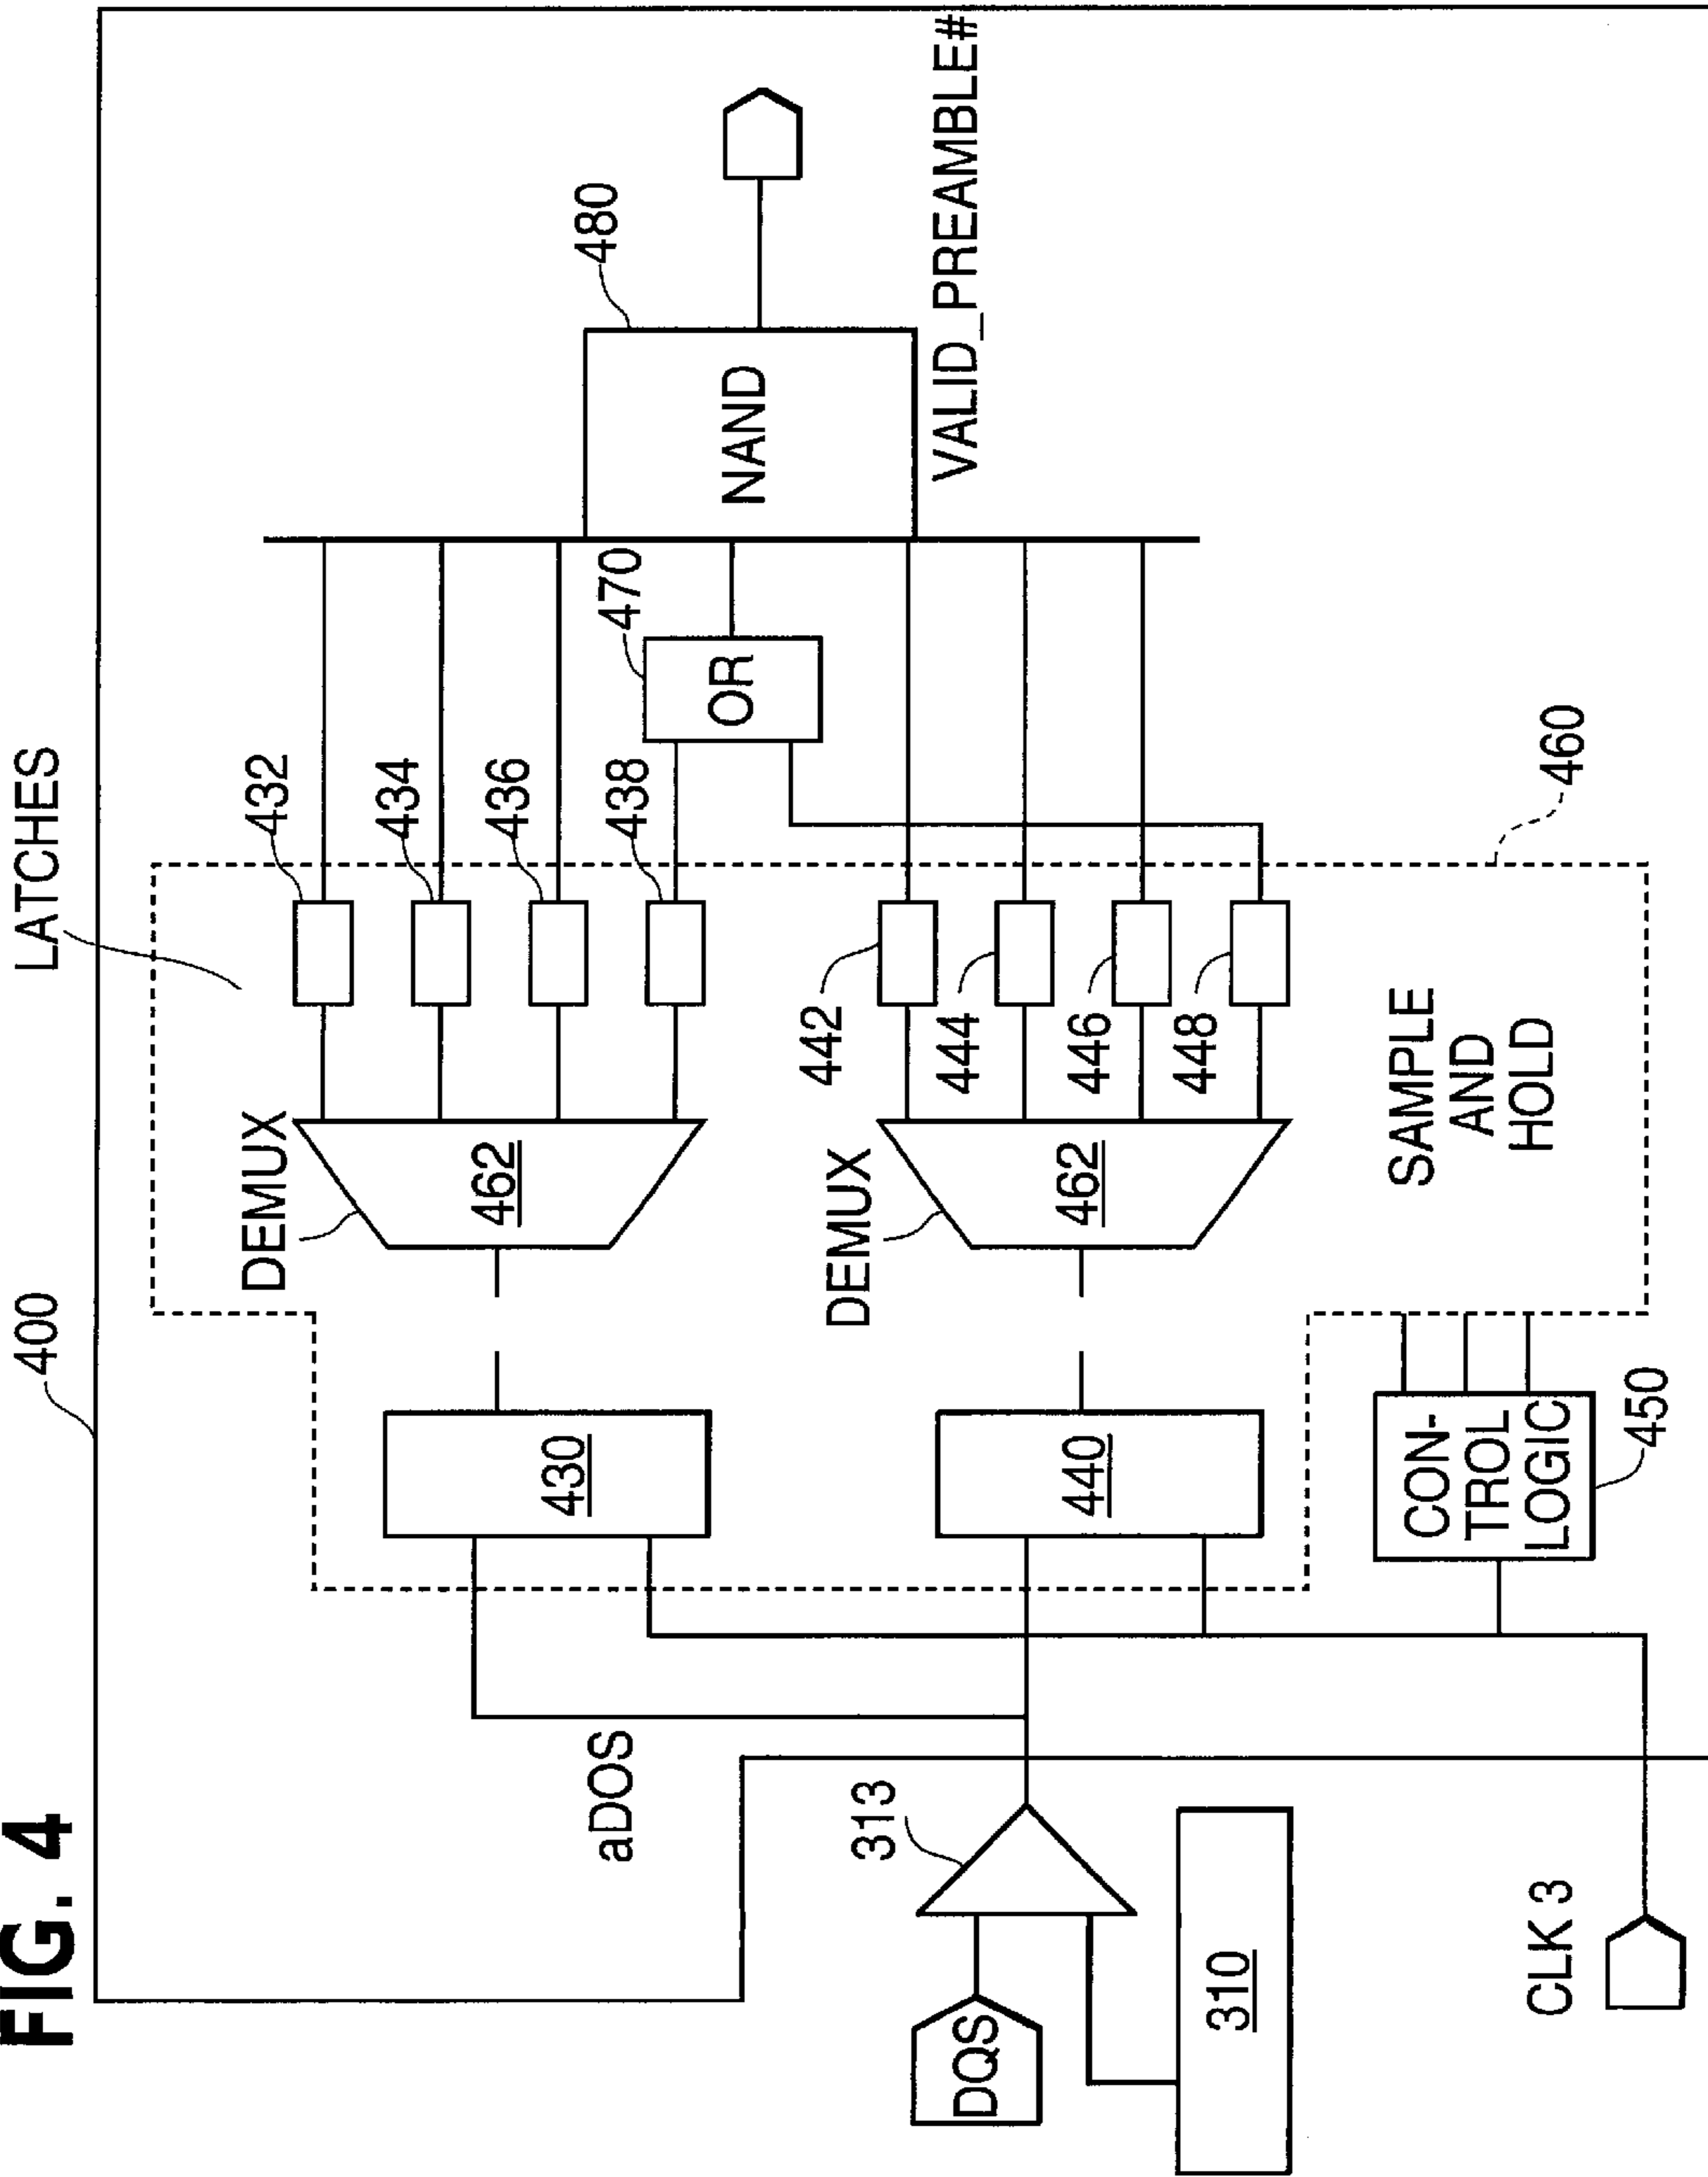 FIG. 4
400
LATCHES
DEMUX
462
432
434
436
438
470
OR
480
NAND
VALID_PREAMBLE#
aDOS
430
DEMUX
462
442
444
446
448
440
313
DQS
310
CLK 3
CON-
TROL
LOGIC
450
SAMPLE
AND
HOLD
460